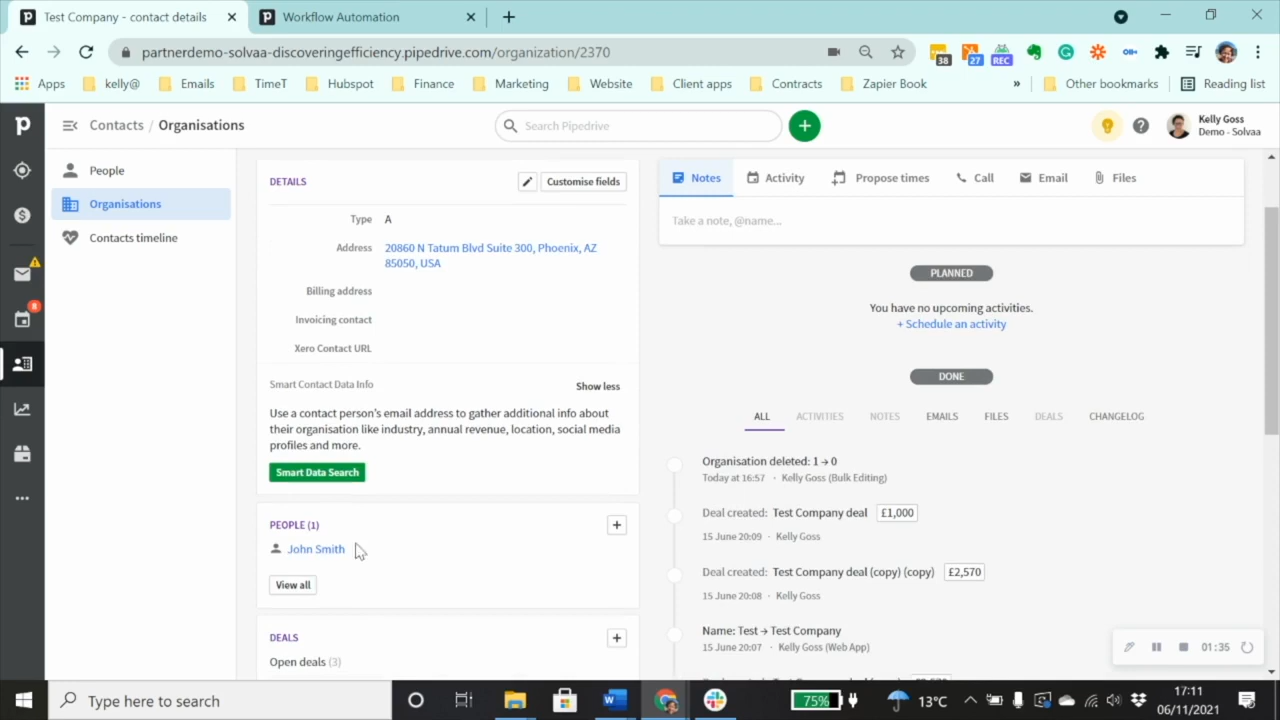 Test Company - contact details
Workflow Automation
partnerdemo-solvaa-discoveringefficiency.pipedrive.com/organization/2370
38
27
REC
Apps
kelly@
Emails
TimeT
Hubspot
Finance
Marketing
Website
Client apps
Contracts
Zapier Book
»
Other bookmarks
Reading list
Contacts / Organisations
Search Pipedrive
Kelly Goss
Demo - Solvaa
People
Organisations
Contacts timeline
8
DETAILS
Customise fields
Type A
Address 20860 N Tatum Blvd Suite 300, Phoenix, AZ
85050, USA
Billing address
Invoicing contact
Xero Contact URL
Smart Contact Data Info
Show less
Use a contact person's email address to gather additional info about
their organisation like industry, annual revenue, location, social media
profiles and more.
Smart Data Search
PEOPLE (1)
John Smith
View all
DEALS
Open deals (3)
Notes
Activity
Propose times
Call
Email
Files
Take a note, @name...
PLANNED
You have no upcoming activities.
+ Schedule an activity
DONE
ALL
ACTIVITIES
NOTES
EMAILS
FILES
DEALS
CHANGELOG
Organisation deleted: 1 → 0
Today at 16:57 · Kelly Goss (Bulk Editing)
Deal created: Test Company deal £1,000
15 June 20:09 · Kelly Goss
Deal created: Test Company deal (copy) (copy) £2,570
15 June 20:08 · Kelly Goss
Name: Test → Test Company
15 June 20:07 · Kelly Goss (Web App)
01:35
Type here to search
75%
13°C
17:11
06/11/2021